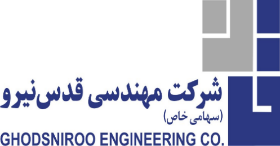 شرکت مهندسی قدس‌نیرو
(سهامی خاص)
GHODSNIROO ENGINEERING CO.